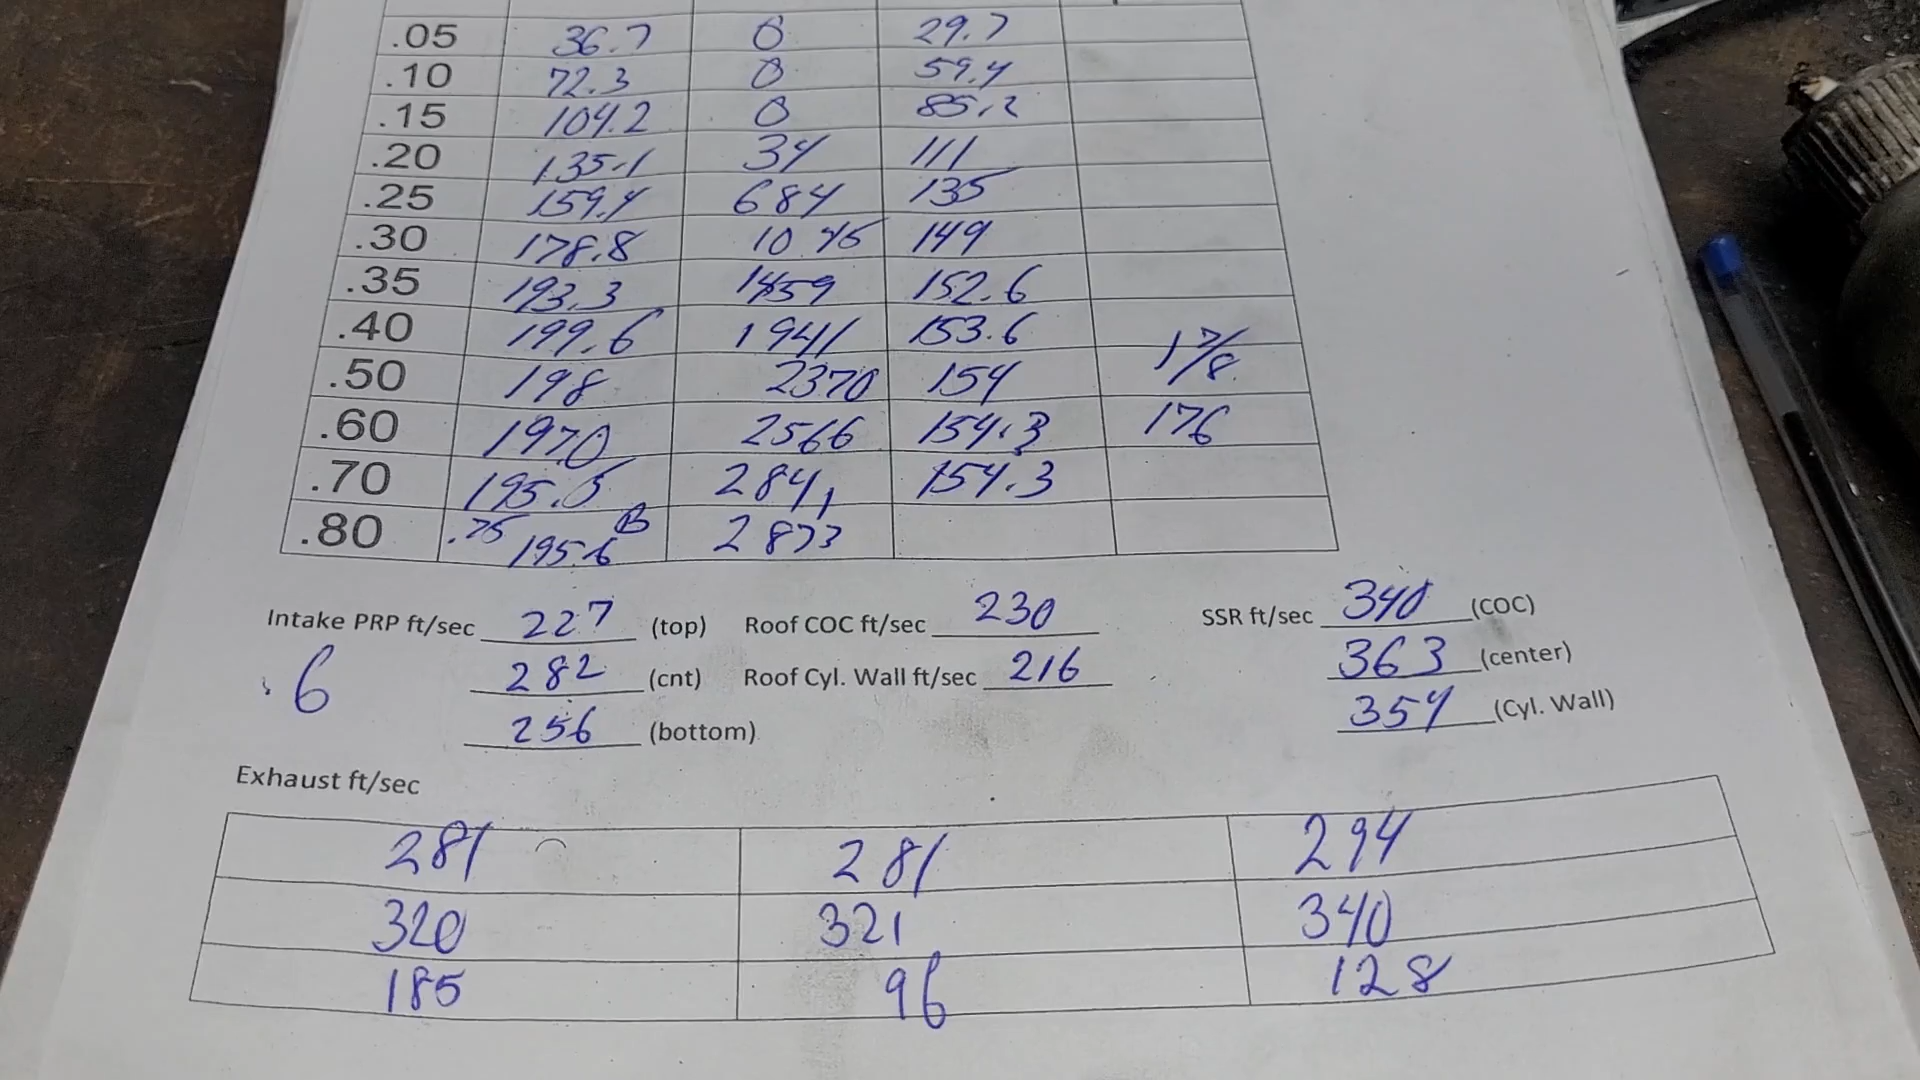 .05 36.7 0 29.7
.10 72.3 0 59.4
.15 104.2 0 85.2
.20 135.1 34 111
.25 159.4 684 135
.30 178.8 1045 149
.35 193.3 1459 152.6
.40 199.6 1941 153.6
.50 198 2370 154 1 7/8
.60 197.0 2566 154.3 176
.70 195.5 2841 154.3
.80 .75 195.6 B 2873
Intake PRP ft/sec 227 (top) Roof COC ft/sec 230 SSR ft/sec 340 (COC)
.6 282 (cnt) Roof Cyl. Wall ft/sec 216 363 (center)
256 (bottom) 354 (Cyl. Wall)
Exhaust ft/sec
281 281 294
320 321 340
185 96 128